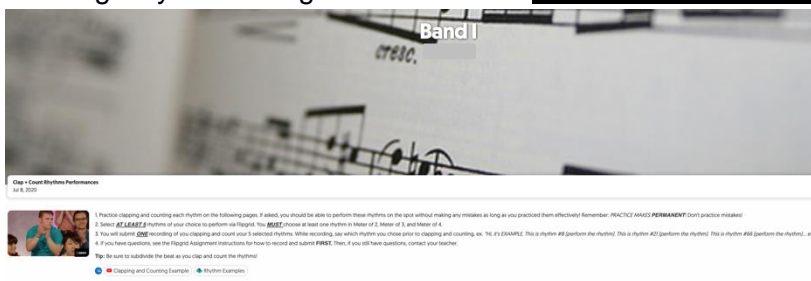 Band I
cresc.
Clap + Count Rhythms Performances
Jul 8, 2020
1. Practice clapping and counting each rhythm on the following pages. If asked, you should be able to perform these rhythms on the spot without making any mistakes as long as you practiced them effectively! Remember: PRACTICE MAKES PERMANENT! Don't practice mistakes!
2. Select AT LEAST 5 rhythms of your choice to perform via Flipgrid. You MUST choose at least one rhythm in Meter of 2, Meter of 3, and Meter of 4.
3. You will submit ONE recording of you clapping and count your 5 selected rhythms. While recording, say which rhythm you chose prior to clapping and counting, ex. "Hi, it's EXAMPLE. This is rhythm #9 [perform the rhythm]. This is rhythm #21 [perform the rhythm]. This is rhythm #69 [perform the rhythm]...
4. If you have questions, see the Flipgrid Assignment Instructions for how to record and submit FIRST. Then, if you still have questions, contact your teacher.
Tip: Be sure to subdivide the beat as you clap and count the rhythms!
Clapping and Counting Example
Rhythm Examples